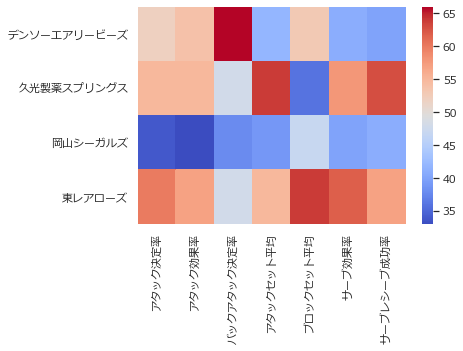 デンソーエアリービーズ
久光製薬スプリングス
岡山シーガルズ
東レアローズ
アタック決定率
アタック効果率
バックアタック決定率
アタックセット平均
ブロックセット平均
サーブ効果率
サーブレシーブ成功率
65
60
55
50
45
40
35